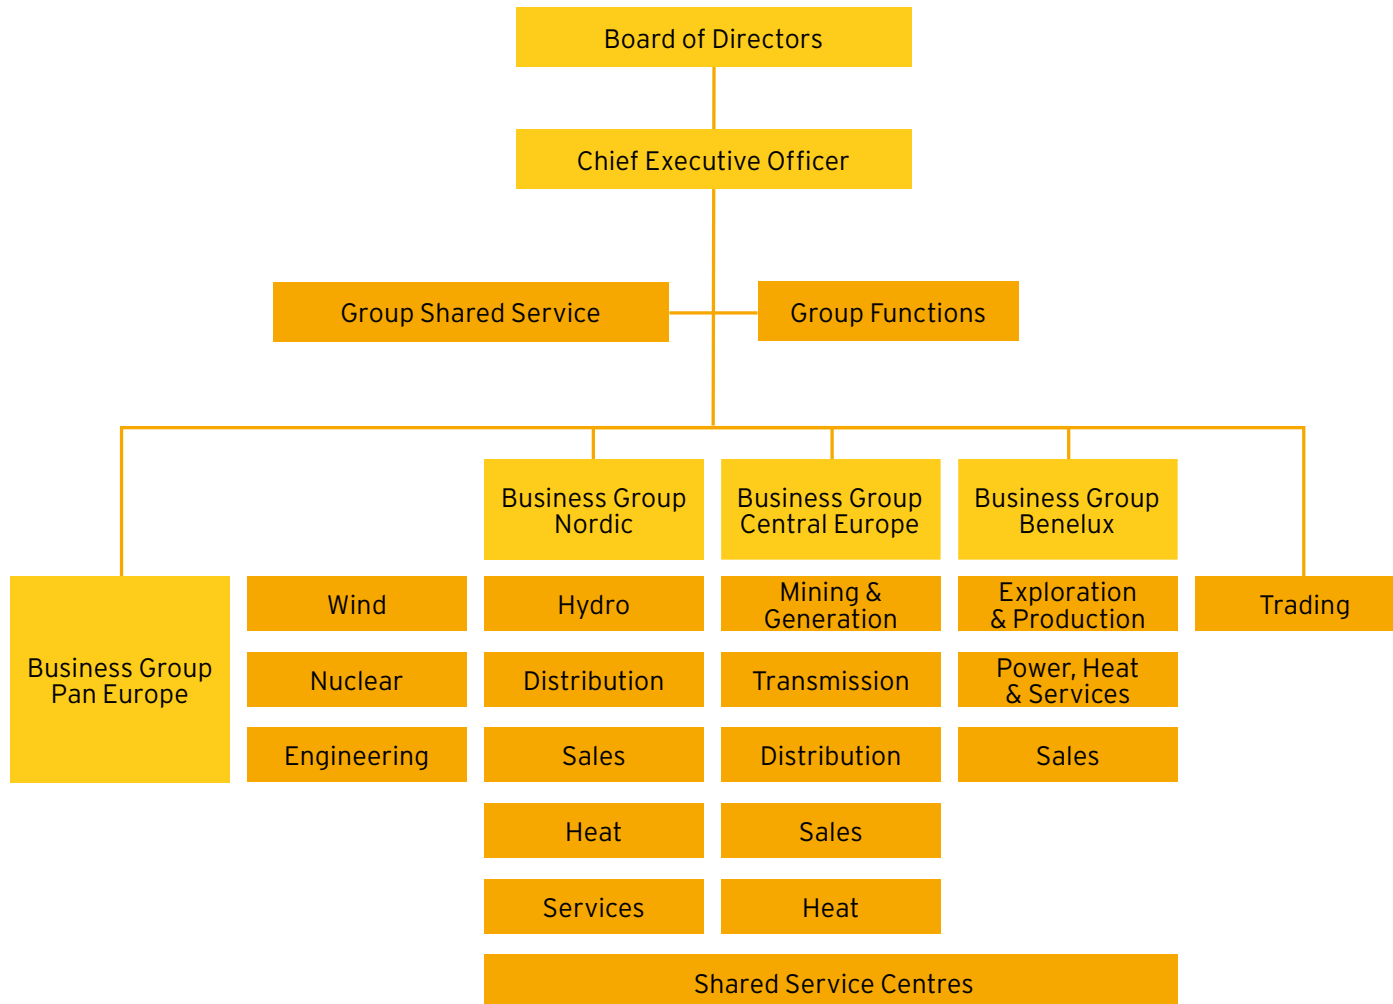 Board of Directors
Chief Executive Officer
Group Shared Service
Group Functions
Business Group
Nordic
Business Group
Central Europe
Business Group
Benelux
Business Group
Pan Europe
Wind
Hydro
Mining &
Generation
Exploration
& Production
Trading
Nuclear
Distribution
Transmission
Power, Heat
& Services
Engineering
Sales
Distribution
Sales
Heat
Sales
Services
Heat
Shared Service Centres